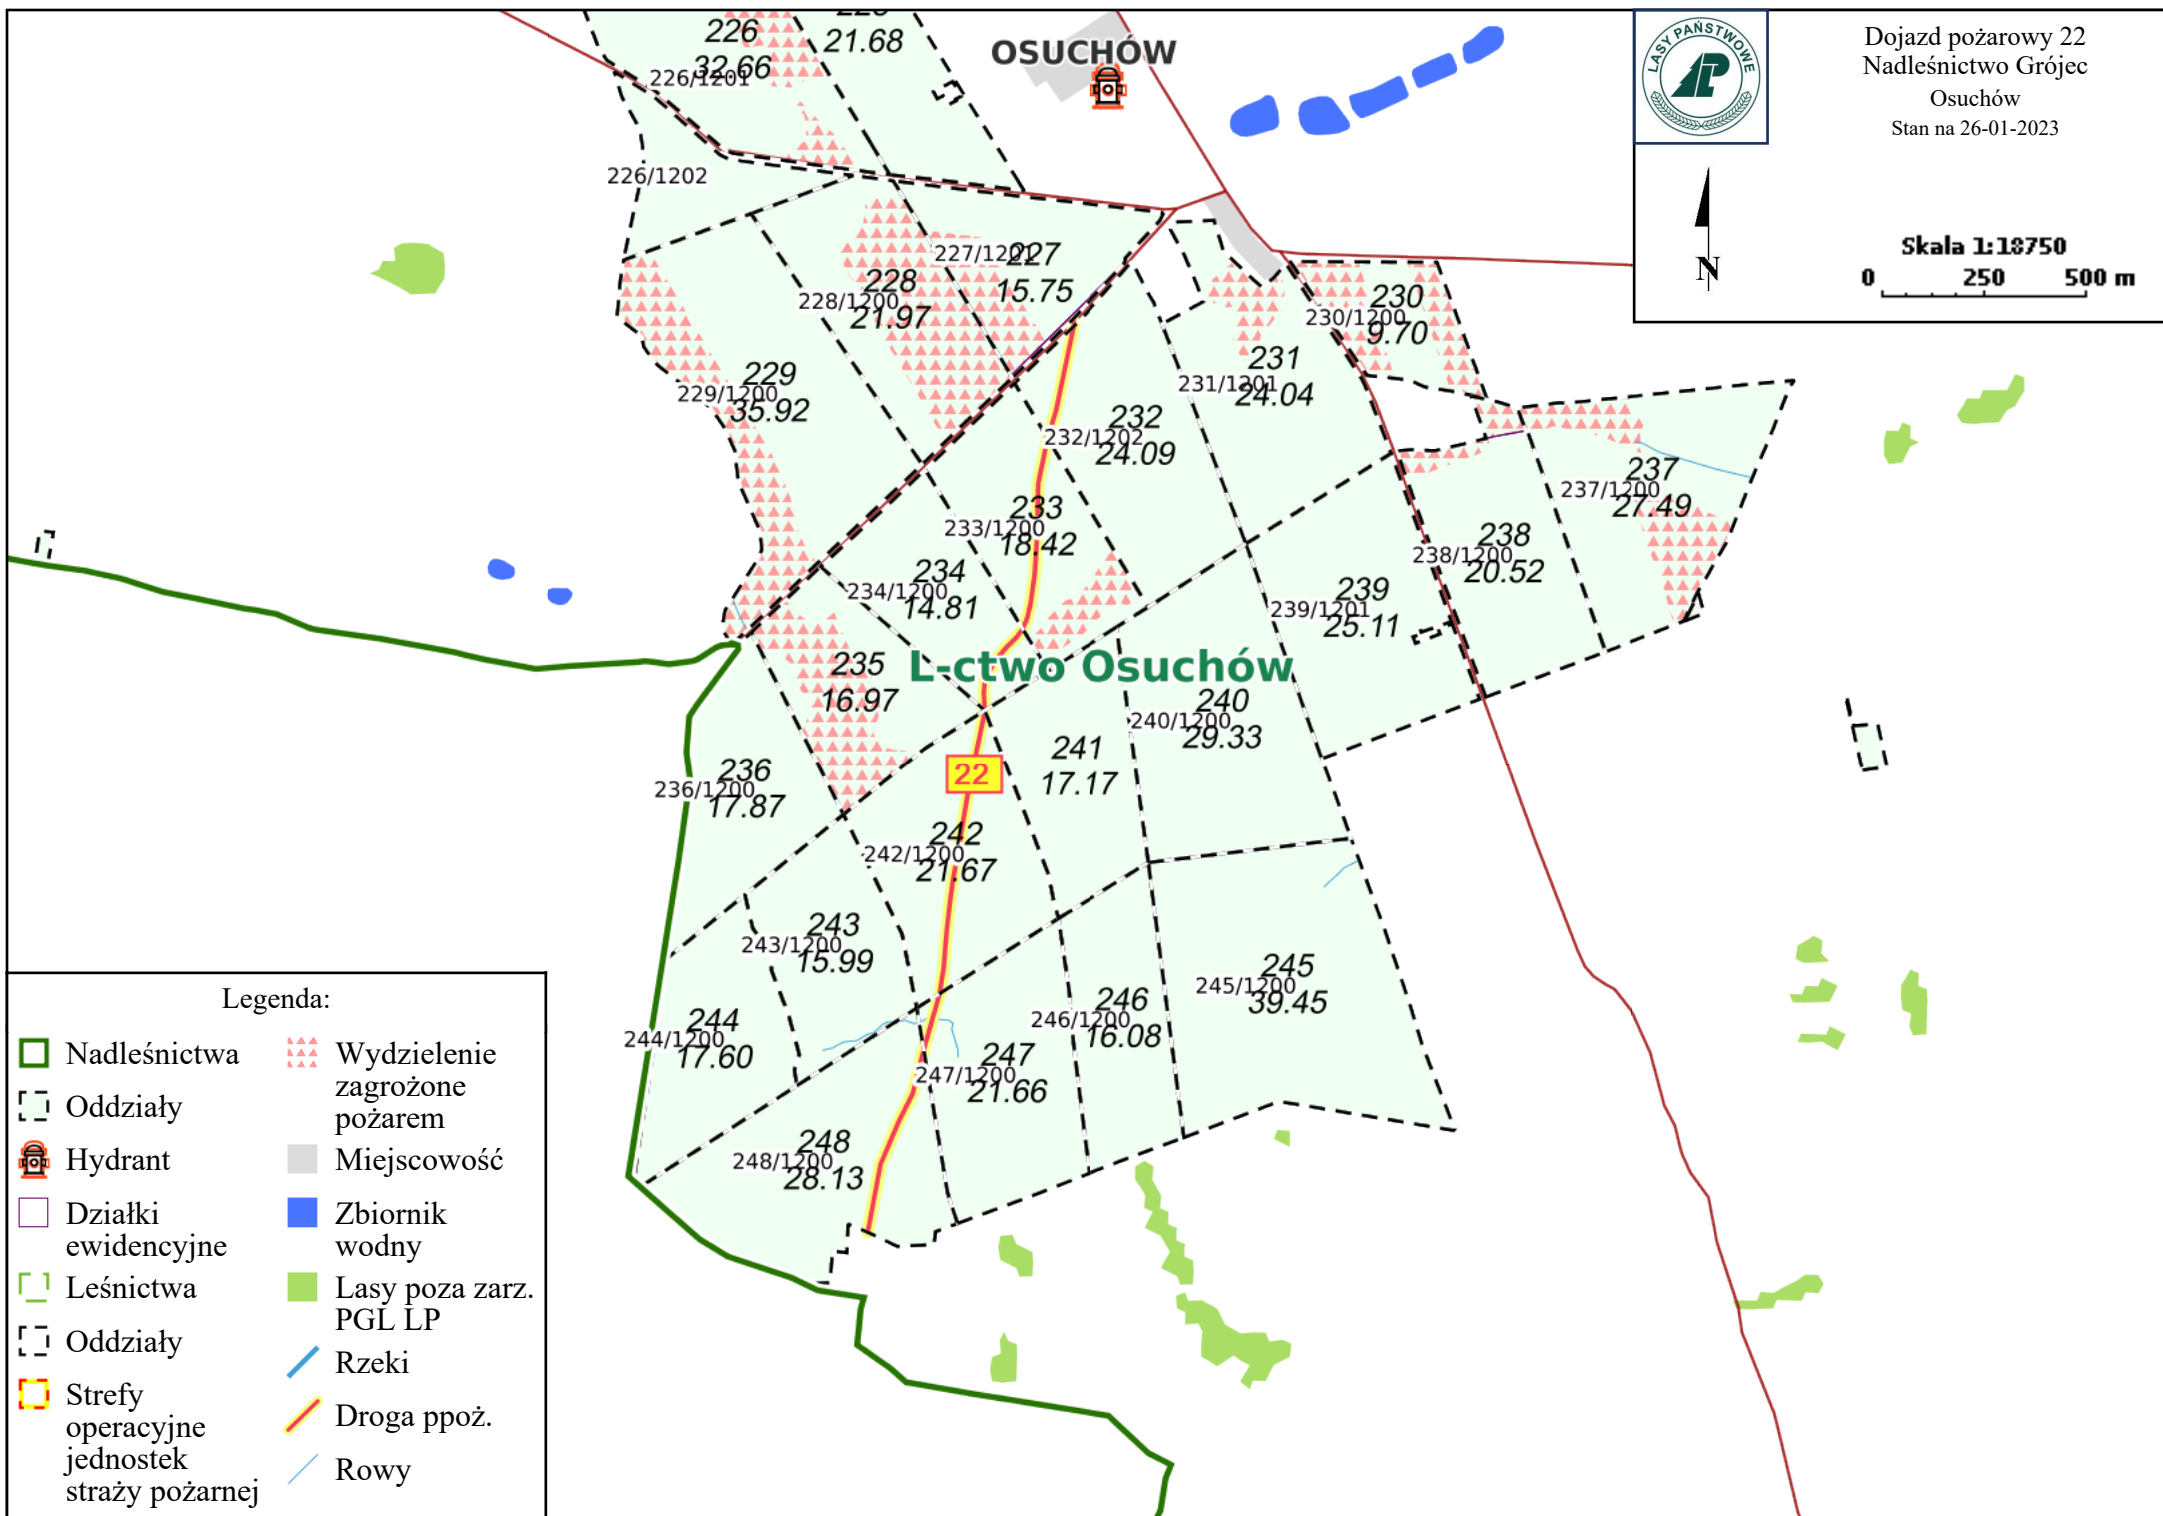 226
32.66
226/1201
21.68
OSUCHÓW
LASY PAŃSTWOWE
Dojazd pożarowy 22
Nadleśnictwo Grójec
Osuchów
Stan na 26-01-2023
N
Skala 1:18750
0 250 500 m
226/1202
227/1201
227
15.75
228
228/1200
21.97
229
229/1200
35.92
230
230/1200
9.70
231
231/1201
24.04
232
232/1202
24.09
233
233/1200
18.42
234
234/1200
14.81
237
237/1200
27.49
238
238/1200
20.52
239
239/1201
25.11
235
16.97
L-ctwo Osuchów
240
240/1200
29.33
241
17.17
22
236
236/1200
17.87
242
242/1200
21.67
243
243/1200
15.99
244
244/1200
17.60
245
245/1200
39.45
246
246/1200
16.08
247
247/1200
21.66
248
248/1200
28.13
Legenda:
Nadleśnictwa
Oddziały
Hydrant
Działki
ewidencyjne
Leśnictwa
Oddziały
Strefy
operacyjne
jednostek
straży pożarnej
Wydzielenie
zagrożone
pożarem
Miejscowość
Zbiornik
wodny
Lasy poza zarz.
PGL LP
Rzeki
Droga ppoż.
Rowy